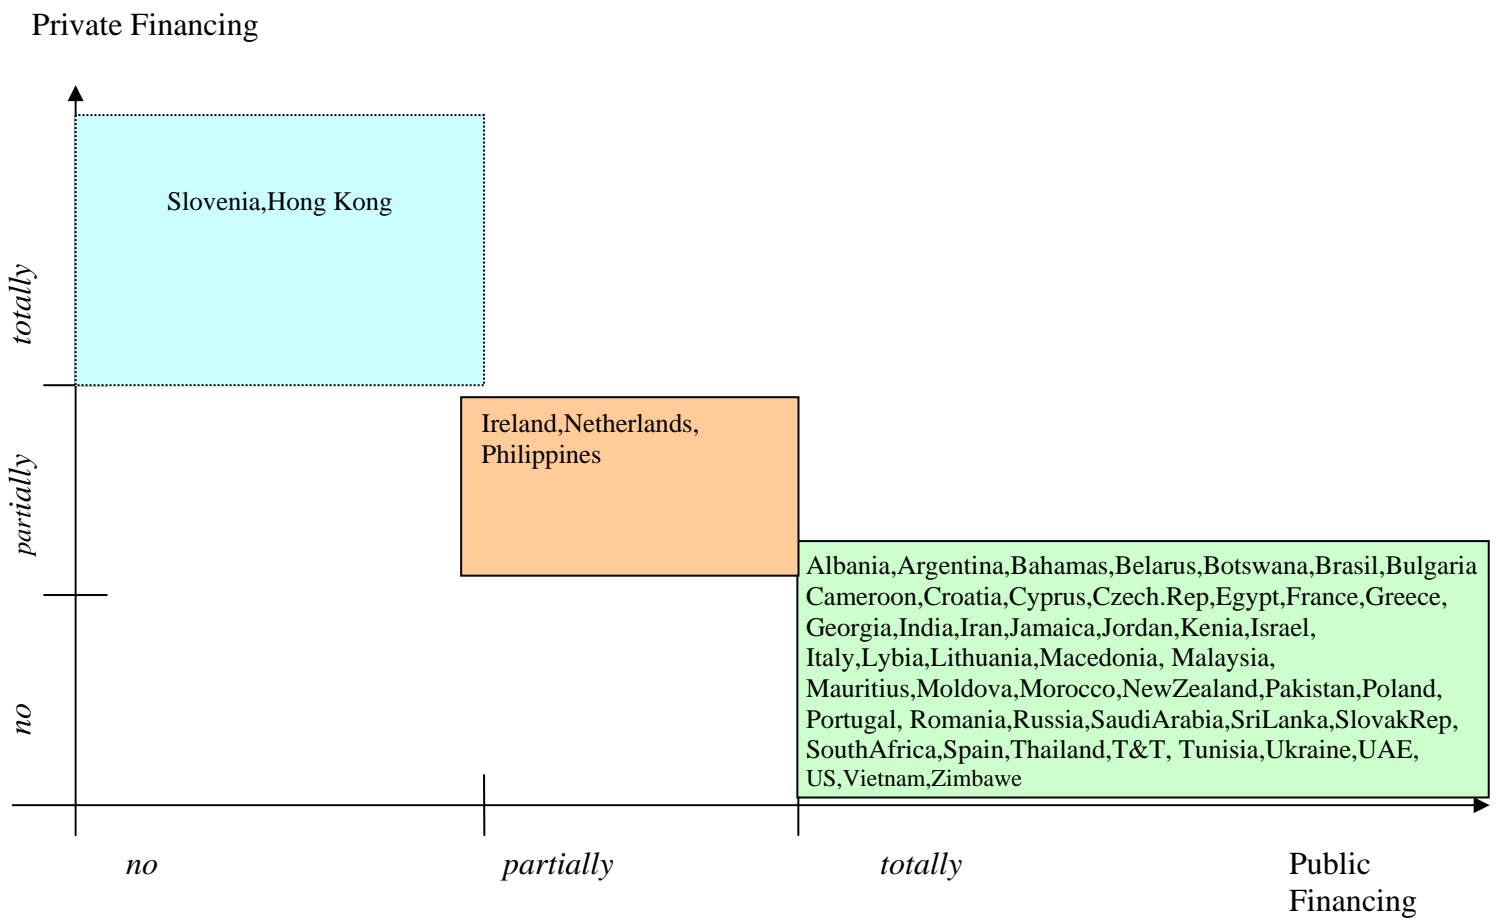 Private Financing
Slovenia,Hong Kong
totally
Ireland,Netherlands,
Philippines
partially
Albania,Argentina,Bahamas,Belarus,Botswana,Brasil,Bulgaria
Cameroon,Croatia,Cyprus,Czech.Rep,Egypt,France,Greece,
Georgia,India,Iran,Jamaica,Jordan,Kenia,Israel,
Italy,Lybia,Lithuania,Macedonia, Malaysia,
Mauritius,Moldova,Morocco,NewZealand,Pakistan,Poland,
Portugal, Romania,Russia,SaudiArabia,SriLanka,SlovakRep,
SouthAfrica,Spain,Thailand,T&T, Tunisia,Ukraine,UAE,
US,Vietnam,Zimbawe
no
no
partially
totally
Public
Financing